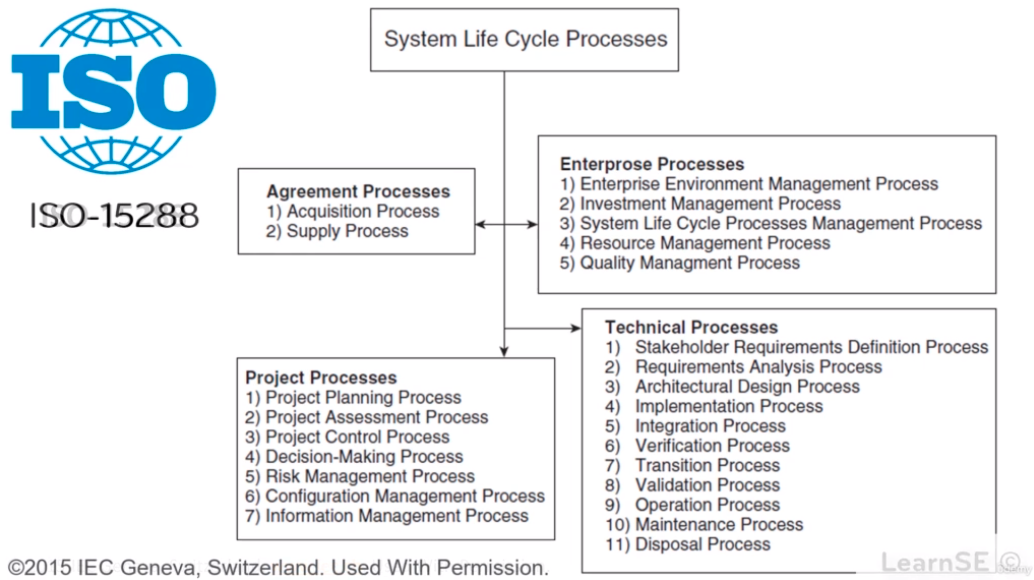 ISO
ISO-15288
System Life Cycle Processes
Agreement Processes
1) Acquisition Process
2) Supply Process
Enterprose Processes
1) Enterprise Environment Management Process
2) Investment Management Process
3) System Life Cycle Processes Management Process
4) Resource Management Process
5) Quality Managment Process
Project Processes
1) Project Planning Process
2) Project Assessment Process
3) Project Control Process
4) Decision-Making Process
5) Risk Management Process
6) Configuration Management Process
7) Information Management Process
Technical Processes
1) Stakeholder Requirements Definition Process
2) Requirements Analysis Process
3) Architectural Design Process
4) Implementation Process
5) Integration Process
6) Verification Process
7) Transition Process
8) Validation Process
9) Operation Process
10) Maintenance Process
11) Disposal Process
©2015 IEC Geneva, Switzerland. Used With Permission.
LearnSE ©